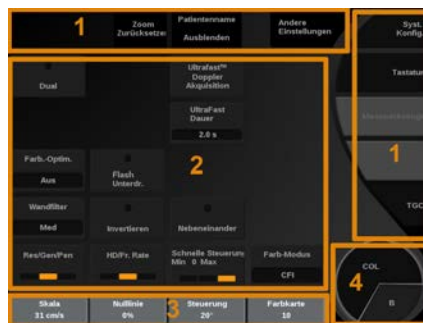 1
Zoom
Zurücksetze
Patientenname
Ausblenden
Andere
Einstellungen
Syst.
Konfig.
Tastatur
1
TGC
Dual
Ultrafast™
Doppler
Akquisition
UltraFast
Dauer
2.0 s
2
Farb.-Optim.
Aus
Flash
Unterdr.
Wandfilter
Med
Invertieren
Nebeneinander
Res/Gen/Pen
HD/Fr. Rate
Schnelle Steuerung
Min 0 Max
Farb-Modus
CFI
COL
4
B
Skala
31 cm/s
Nulllinie
0%
3
Steuerung
20°
Farbkarte
10